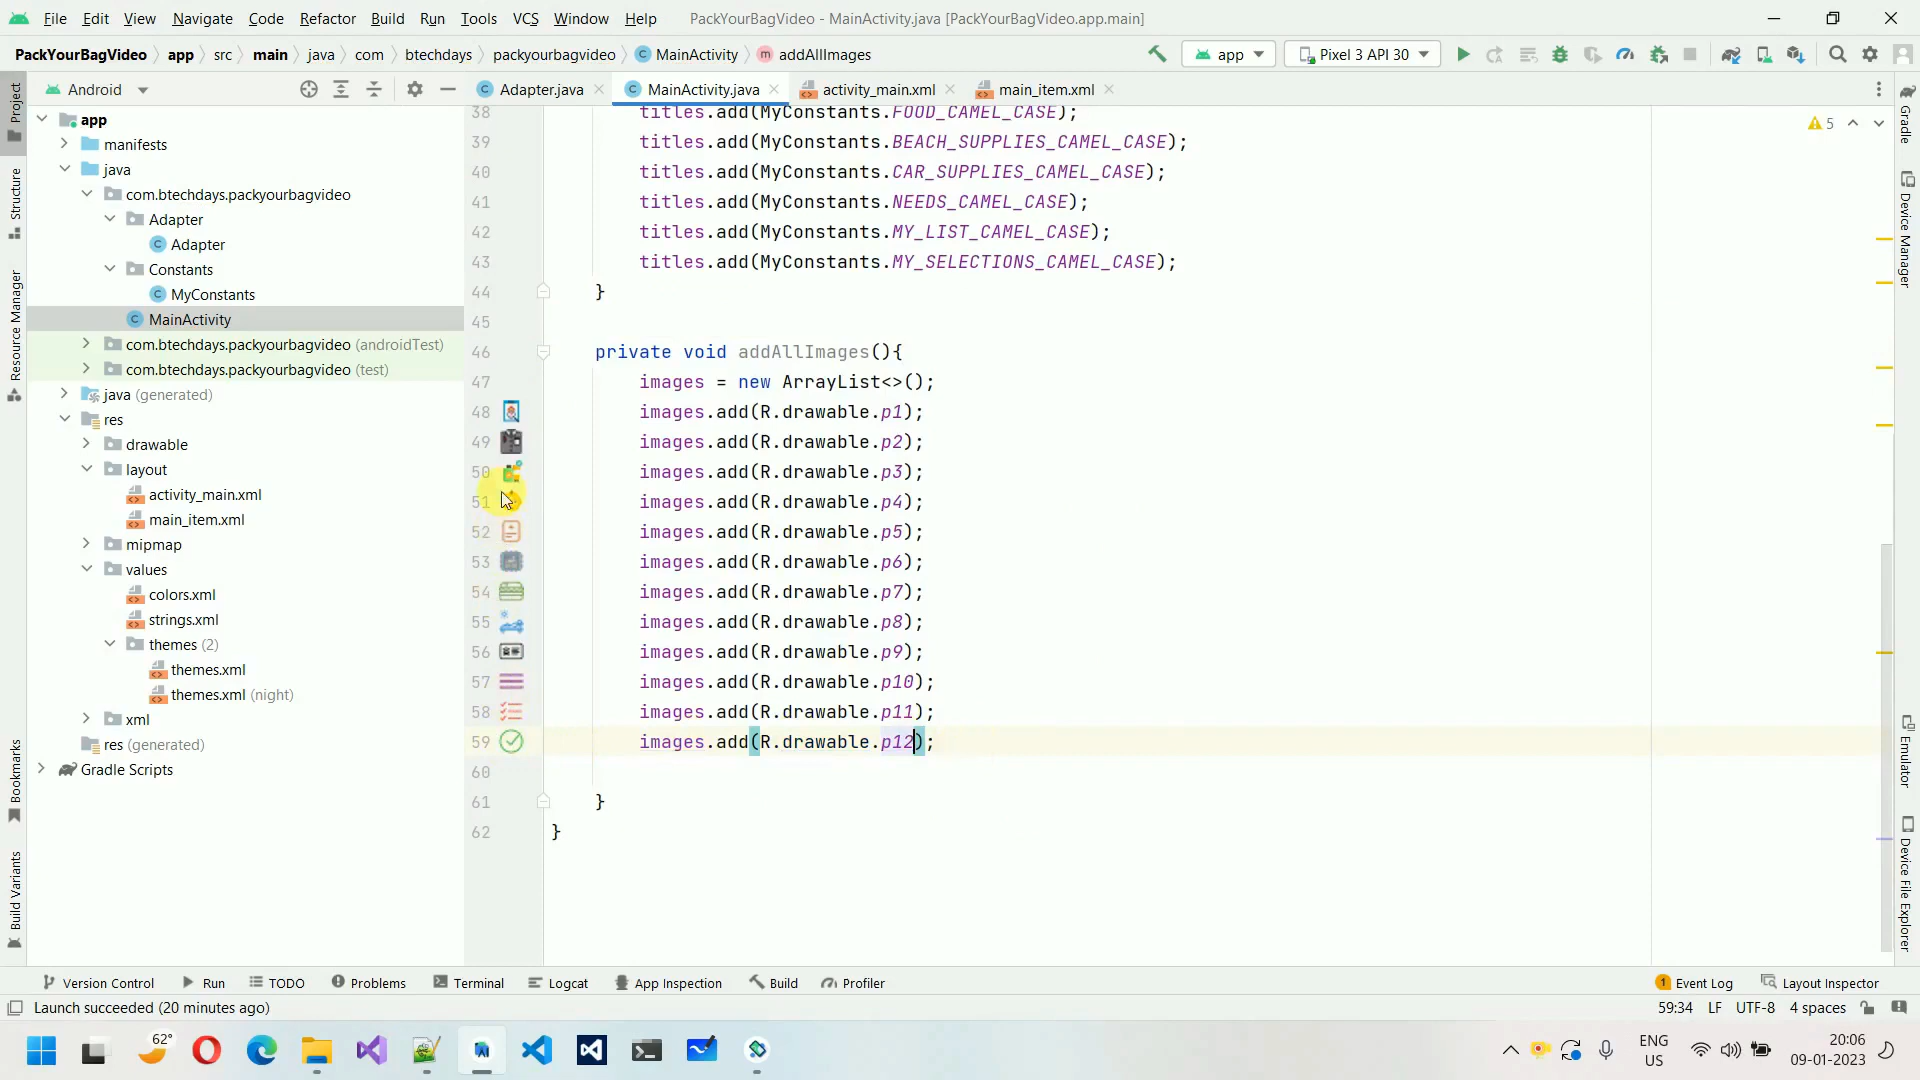 File Edit View Navigate Code Refactor Build Run Tools VCS Window Help PackYourBagVideo - MainActivity.java [PackYourBagVideo.app.main]
PackYourBagVideo app src main java com btechdays packyourbagvideo MainActivity addAllImages app Pixel 3 API 30
Project Android Adapter.java MainActivity.java activity_main.xml main_item.xml Gradle
app
manifests
java
com.btechdays.packyourbagvideo
Adapter
Adapter
Constants
MyConstants
MainActivity
com.btechdays.packyourbagvideo (androidTest)
com.btechdays.packyourbagvideo (test)
java (generated)
res
drawable
layout
activity_main.xml
main_item.xml
mipmap
values
colors.xml
strings.xml
themes (2)
themes.xml
themes.xml (night)
xml
res (generated)
Gradle Scripts
Structure
Resource Manager
Bookmarks
Build Variants
5
38 titles.add(MyConstants.FOOD_CAMEL_CASE);
39 titles.add(MyConstants.BEACH_SUPPLIES_CAMEL_CASE);
40 titles.add(MyConstants.CAR_SUPPLIES_CAMEL_CASE);
41 titles.add(MyConstants.NEEDS_CAMEL_CASE);
42 titles.add(MyConstants.MY_LIST_CAMEL_CASE);
43 titles.add(MyConstants.MY_SELECTIONS_CAMEL_CASE);
44 }
45
46 private void addAllImages(){
47 images = new ArrayList<>();
48 images.add(R.drawable.p1);
49 images.add(R.drawable.p2);
50 images.add(R.drawable.p3);
51 images.add(R.drawable.p4);
52 images.add(R.drawable.p5);
53 images.add(R.drawable.p6);
54 images.add(R.drawable.p7);
55 images.add(R.drawable.p8);
56 images.add(R.drawable.p9);
57 images.add(R.drawable.p10);
58 images.add(R.drawable.p11);
59 images.add(R.drawable.p12);
60
61 }
62 }
Device Manager
Emulator
Device File Explorer
Version Control Run TODO Problems Terminal Logcat App Inspection Build Profiler 1 Event Log Layout Inspector
Launch succeeded (20 minutes ago) 59:34 LF UTF-8 4 spaces
62° ENG 20:06
US 09-01-2023